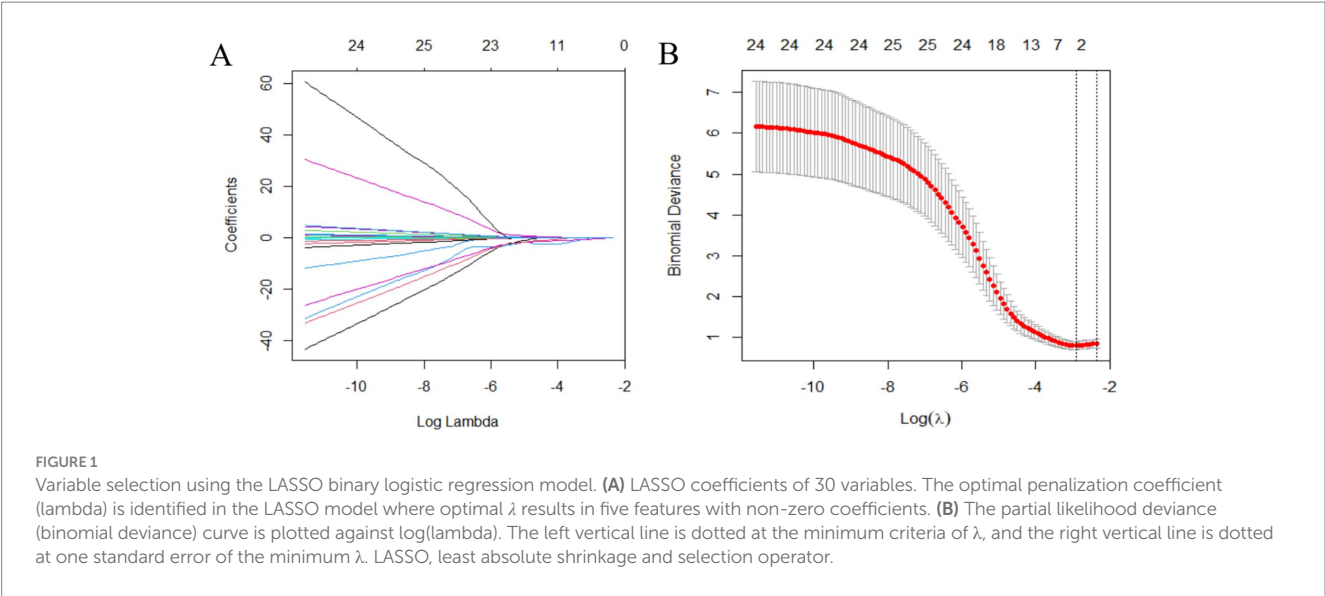 A
24 25 23 11 0
60
40
20
0
-20
-40
Coefficients
-10 -8 -6 -4 -2
Log Lambda
B
24 24 24 24 25 25 24 18 13 7 2
7
6
5
4
3
2
1
Binomial Deviance
-10 -8 -6 -4 -2
Log(λ)
FIGURE 1
Variable selection using the LASSO binary logistic regression model. (A) LASSO coefficients of 30 variables. The optimal penalization coefficient
(lambda) is identified in the LASSO model where optimal λ results in five features with non-zero coefficients. (B) The partial likelihood deviance
(binomial deviance) curve is plotted against log(lambda). The left vertical line is dotted at the minimum criteria of λ, and the right vertical line is dotted
at one standard error of the minimum λ. LASSO, least absolute shrinkage and selection operator.